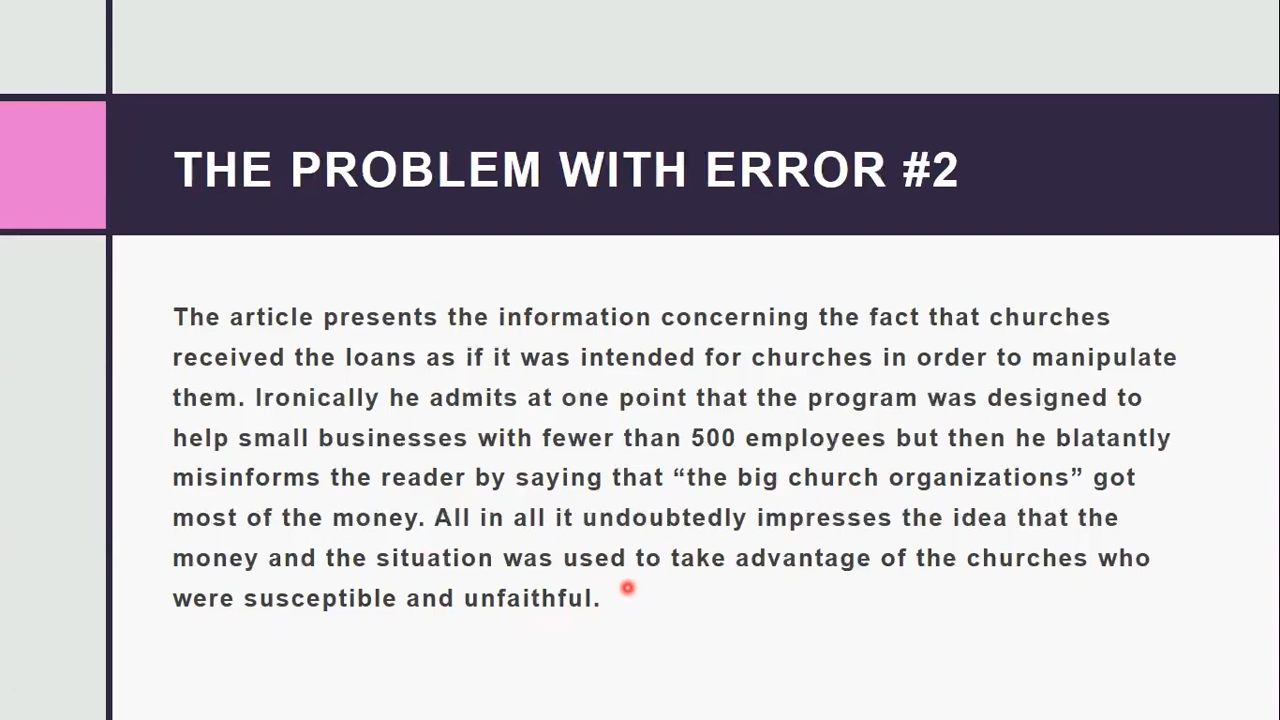 THE PROBLEM WITH ERROR #2
The article presents the information concerning the fact that churches
received the loans as if it was intended for churches in order to manipulate
them. Ironically he admits at one point that the program was designed to
help small businesses with fewer than 500 employees but then he blatantly
misinforms the reader by saying that “the big church organizations” got
most of the money. All in all it undoubtedly impresses the idea that the
money and the situation was used to take advantage of the churches who
were susceptible and unfaithful.